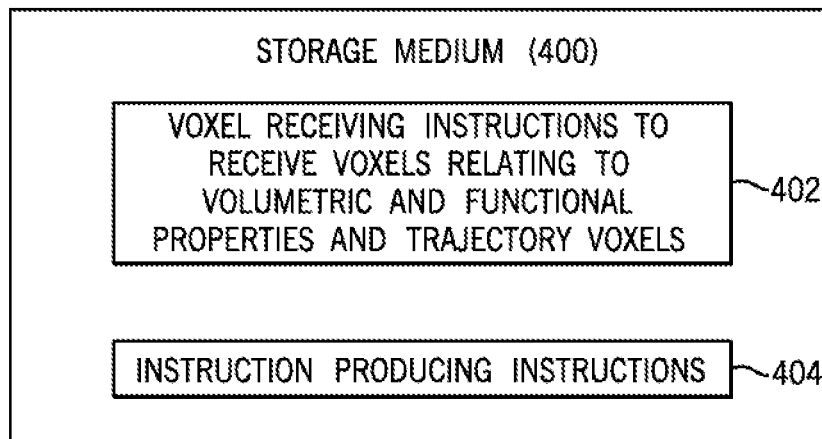 STORAGE MEDIUM (400)
VOXEL RECEIVING INSTRUCTIONS TO
RECEIVE VOXELS RELATING TO
VOLUMETRIC AND FUNCTIONAL
PROPERTIES AND TRAJECTORY VOXELS
402
INSTRUCTION PRODUCING INSTRUCTIONS
404